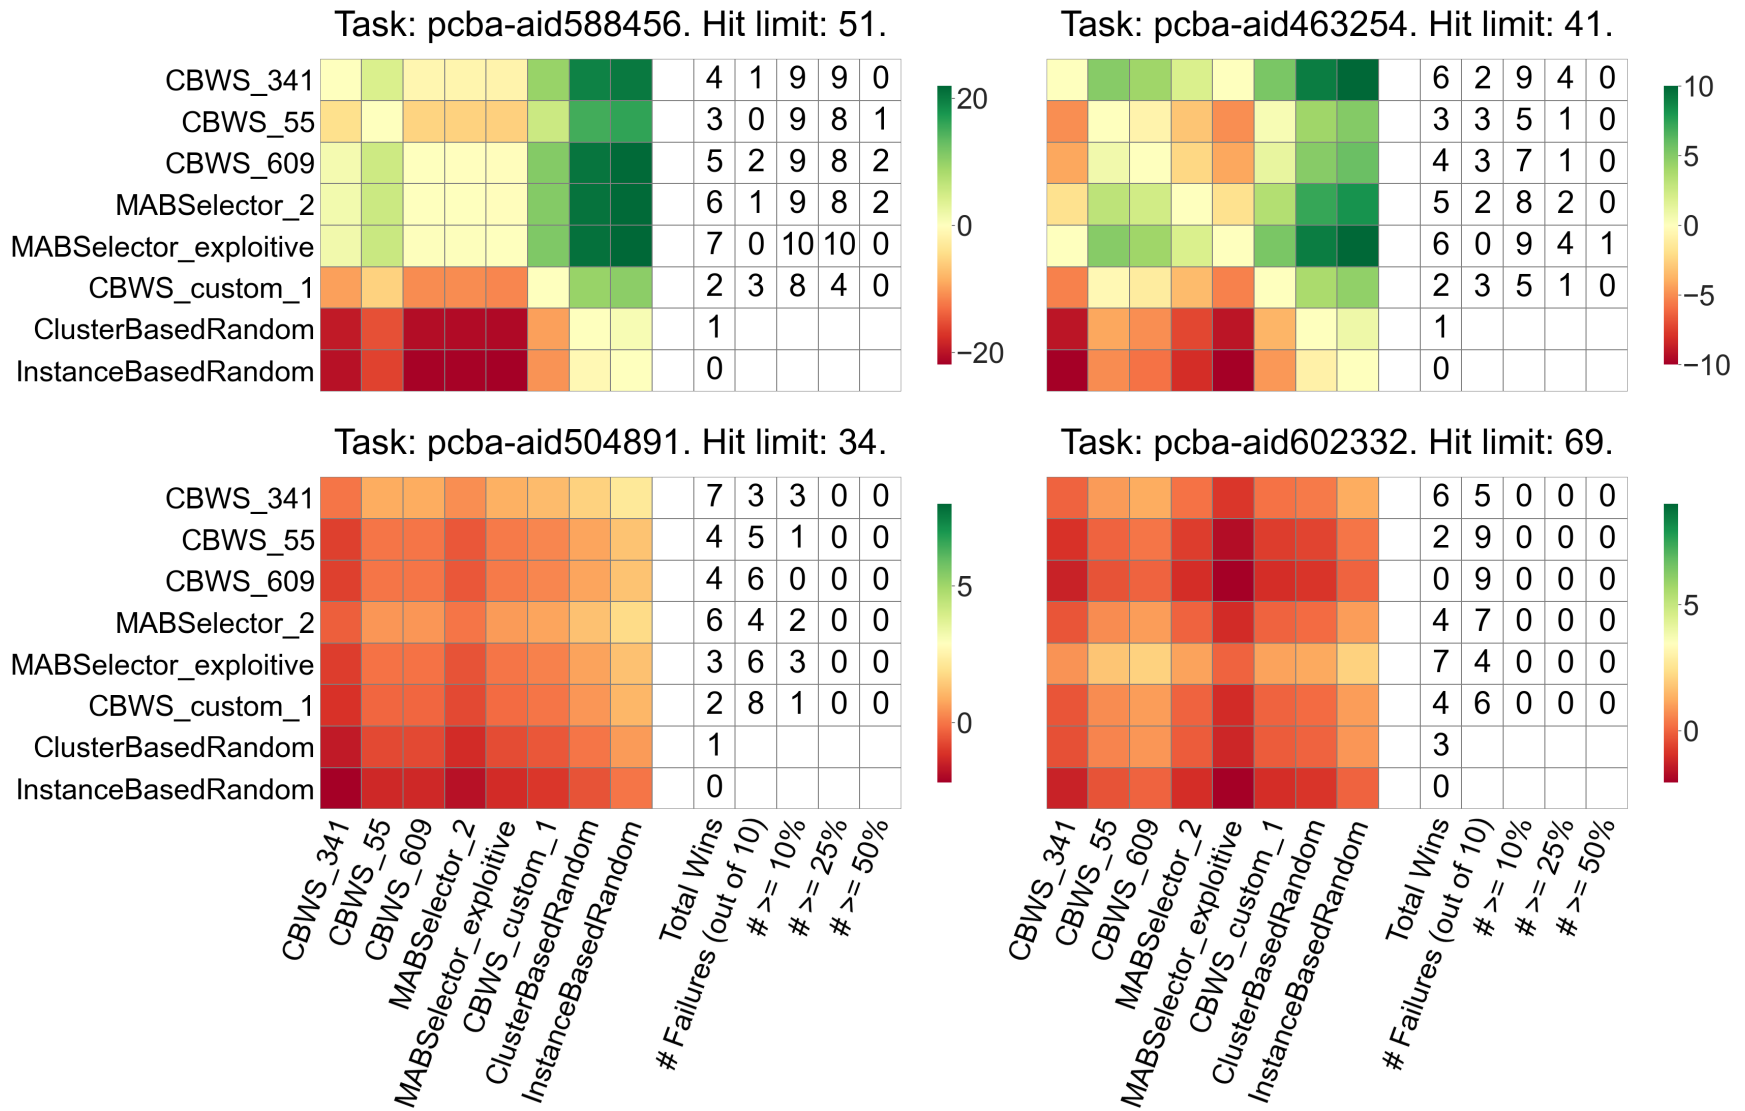 Task: pcba-aid588456. Hit limit: 51.
CBWS_341 4 1 9 9 0
CBWS_55 3 0 9 8 1
CBWS_609 5 2 9 8 2
MABSelector_2 6 1 9 8 2
MABSelector_exploitive 7 0 10 10 0
CBWS_custom_1 2 3 8 4 0
ClusterBasedRandom 1
InstanceBasedRandom 0
20
0
−20
Task: pcba-aid463254. Hit limit: 41.
6 2 9 4 0
3 3 5 1 0
4 3 7 1 0
5 2 8 2 0
6 0 9 4 1
2 3 5 1 0
1
0
10
5
0
−5
−10
Task: pcba-aid504891. Hit limit: 34.
CBWS_341 7 3 3 0 0
CBWS_55 4 5 1 0 0
CBWS_609 4 6 0 0 0
MABSelector_2 6 4 2 0 0
MABSelector_exploitive 3 6 3 0 0
CBWS_custom_1 2 8 1 0 0
ClusterBasedRandom 1
InstanceBasedRandom 0
5
0
CBWS_341
CBWS_55
CBWS_609
MABSelector_2
MABSelector_exploitive
CBWS_custom_1
ClusterBasedRandom
InstanceBasedRandom
Total Wins
# Failures (out of 10)
# >= 10%
# >= 25%
# >= 50%
Task: pcba-aid602332. Hit limit: 69.
6 5 0 0 0
2 9 0 0 0
0 9 0 0 0
4 7 0 0 0
7 4 0 0 0
4 6 0 0 0
3
0
5
0
CBWS_341
CBWS_55
CBWS_609
MABSelector_2
MABSelector_exploitive
CBWS_custom_1
ClusterBasedRandom
InstanceBasedRandom
Total Wins
# Failures (out of 10)
# >= 10%
# >= 25%
# >= 50%